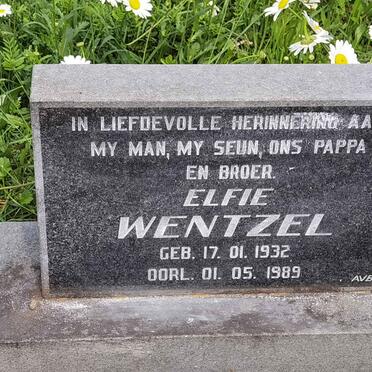 IN LIEFDEVOLLE HERINNERING AA
MY MAN, MY SEUN, ONS PAPPA
EN BROER.
ELFIE
WENTZEL
GEB. 17. 01. 1932
OORL. 01. 05. 1989
AVB